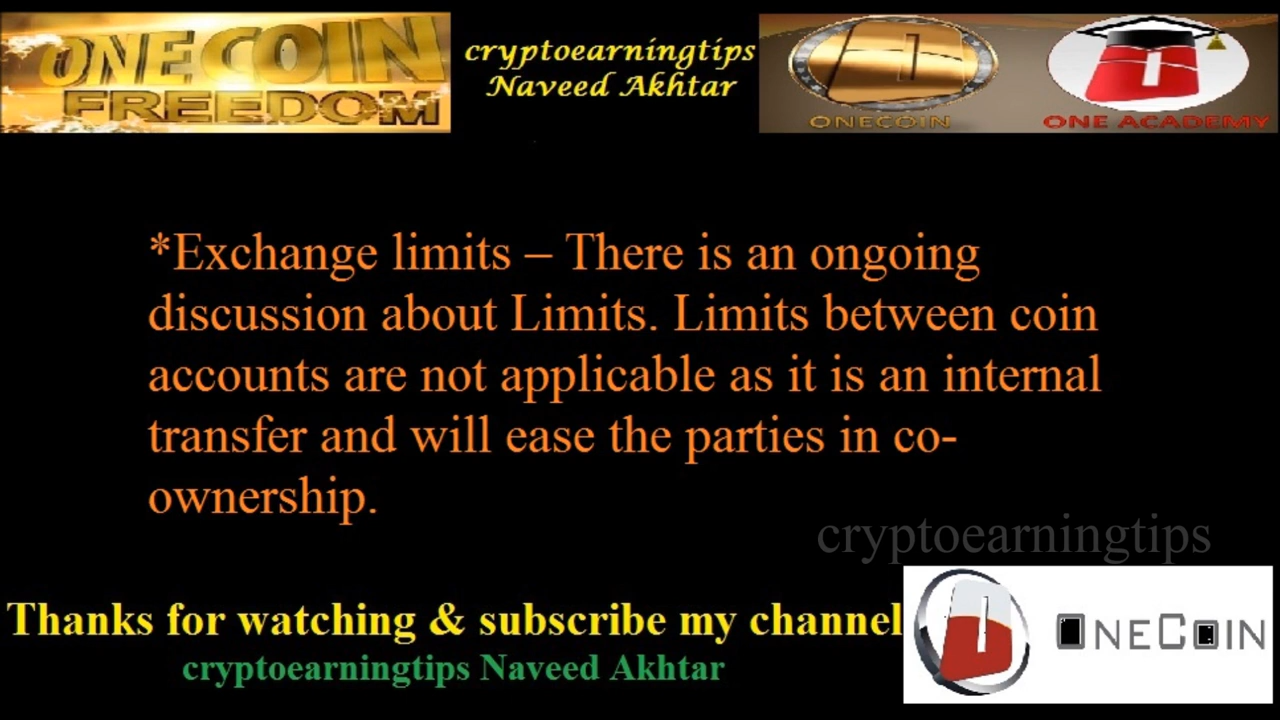 ONE COIN
FREEDOM
cryptoearningtips
Naveed Akhtar
ONECOIN
ONE ACADEMY
*Exchange limits – There is an ongoing
discussion about Limits. Limits between coin
accounts are not applicable as it is an internal
transfer and will ease the parties in co-
ownership.
cryptoearningtips
Thanks for watching & subscribe my channel
cryptoearningtips Naveed Akhtar
ONECOIN